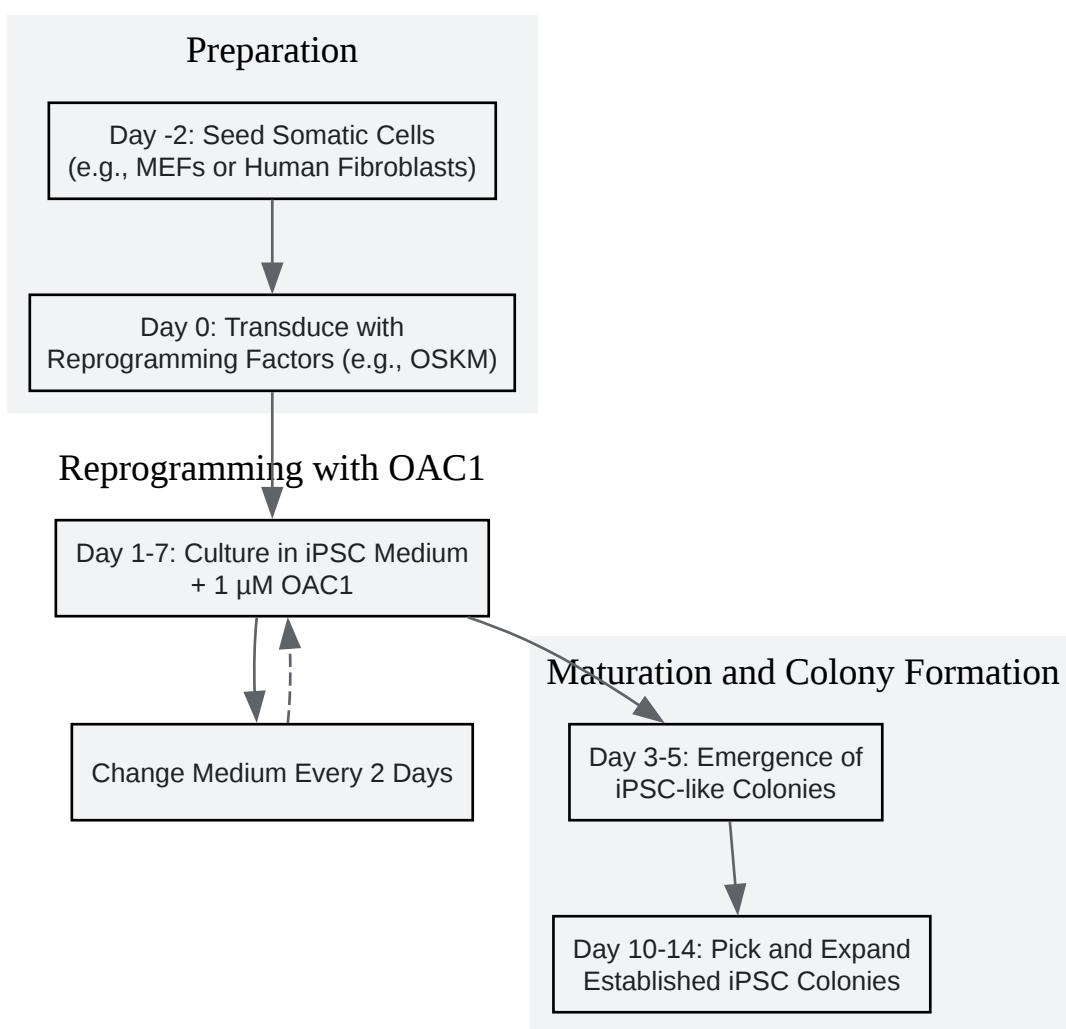 Preparation
Day -2: Seed Somatic Cells
(e.g., MEFs or Human Fibroblasts)
Day 0: Transduce with
Reprogramming Factors (e.g., OSKM)
Reprogramming with OAC1
Day 1-7: Culture in iPSC Medium
+ 1 µM OAC1
Change Medium Every 2 Days
Maturation and Colony Formation
Day 3-5: Emergence of
iPSC-like Colonies
Day 10-14: Pick and Expand
Established iPSC Colonies